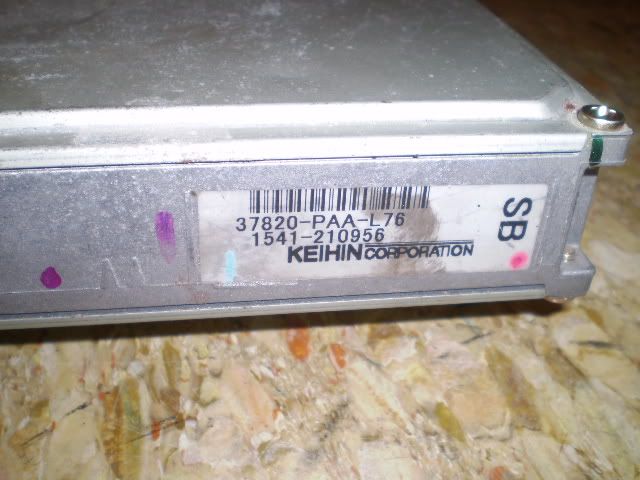 37820-PAA-L76
1541-210956
KEIHIN CORPORATION
SB